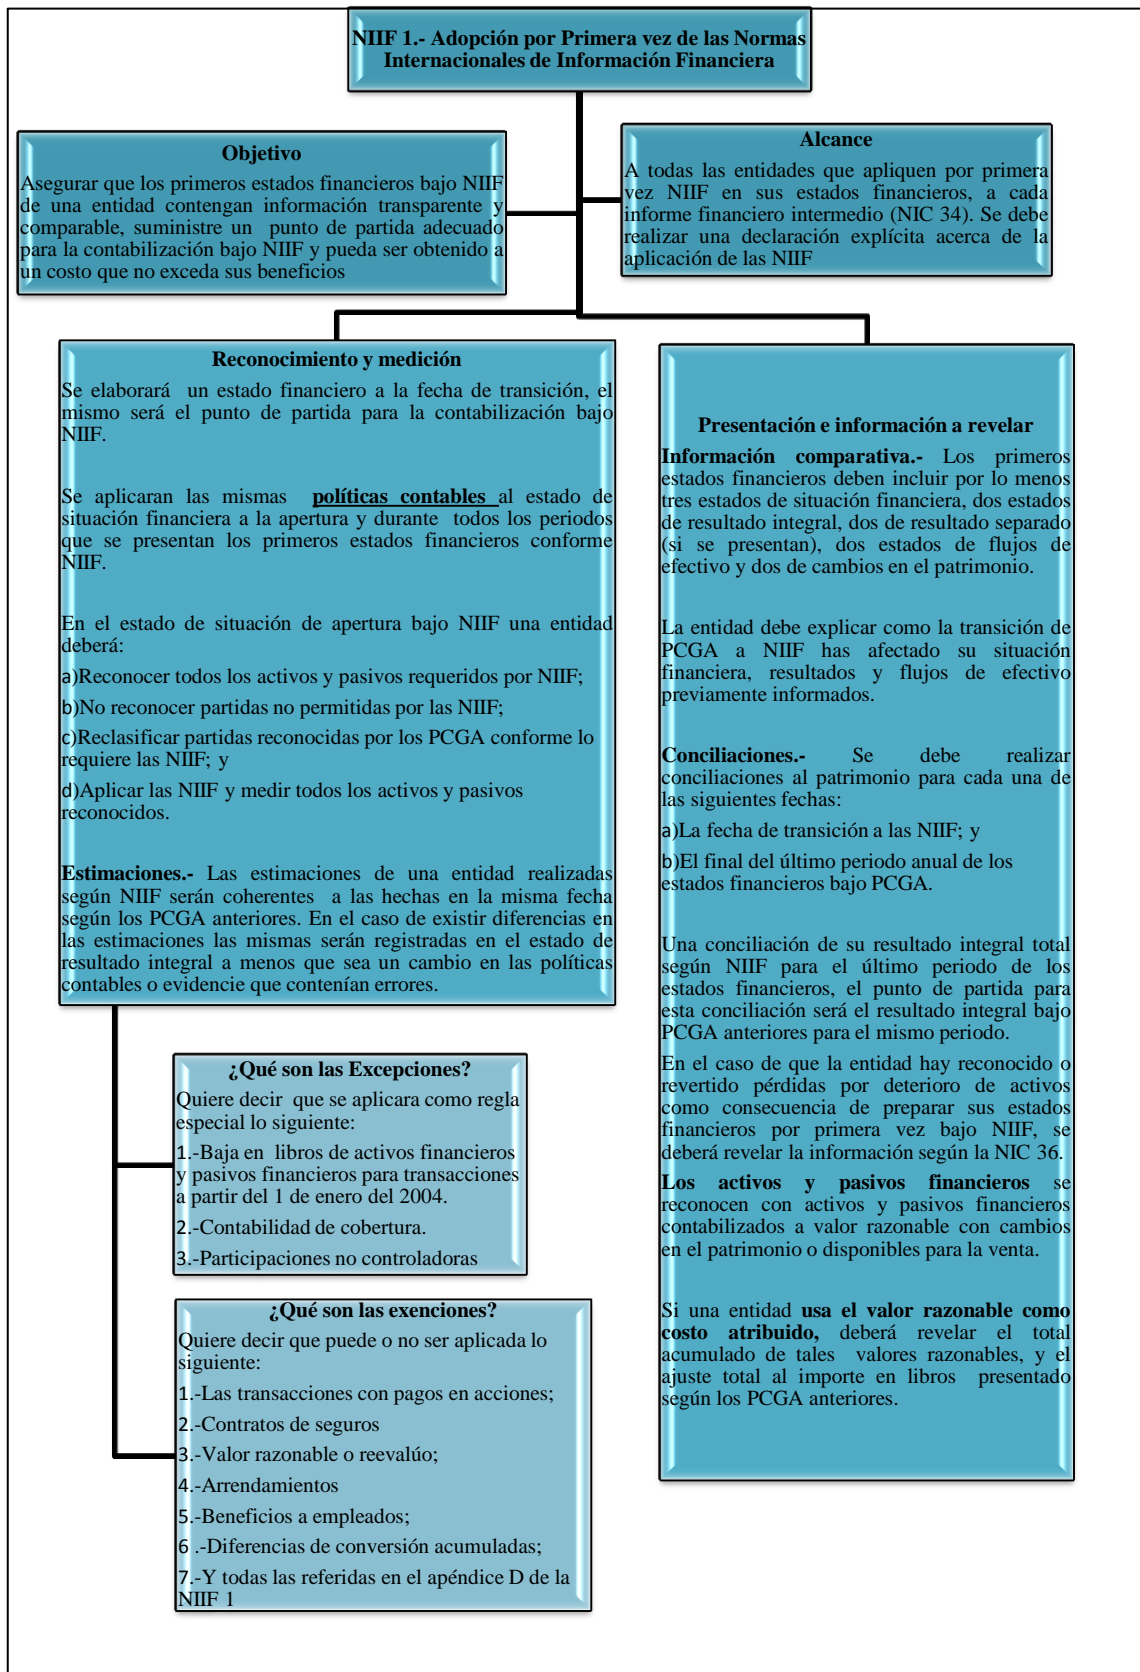 NIIF 1.- Adopción por Primera vez de las Normas
Internacionales de Información Financiera
Objetivo
Asegurar que los primeros estados financieros bajo NIIF
de una entidad contengan información transparente y
comparable, suministre un punto de partida adecuado
para la contabilización bajo NIIF y pueda ser obtenido a
un costo que no exceda sus beneficios
Alcance
A todas las entidades que apliquen por primera
vez NIIF en sus estados financieros, a cada
informe financiero intermedio (NIC 34). Se debe
realizar una declaración explícita acerca de la
aplicación de las NIIF
Reconocimiento y medición
Se elaborará un estado financiero a la fecha de transición, el
mismo será el punto de partida para la contabilización bajo
NIIF.
Se aplicaran las mismas políticas contables al estado de
situación financiera a la apertura y durante todos los periodos
que se presentan los primeros estados financieros conforme
NIIF.
En el estado de situación de apertura bajo NIIF una entidad
deberá:
a)Reconocer todos los activos y pasivos requeridos por NIIF;
b)No reconocer partidas no permitidas por las NIIF;
c)Reclasificar partidas reconocidas por los PCGA conforme lo
requiere las NIIF; y
d)Aplicar las NIIF y medir todos los activos y pasivos
reconocidos.
Estimaciones.- Las estimaciones de una entidad realizadas
según NIIF serán coherentes a las hechas en la misma fecha
según los PCGA anteriores. En el caso de existir diferencias en
las estimaciones las mismas serán registradas en el estado de
resultado integral a menos que sea un cambio en las políticas
contables o evidencie que contenían errores.
¿Qué son las Excepciones?
Quiere decir que se aplicara como regla
especial lo siguiente:
1.-Baja en libros de activos financieros
y pasivos financieros para transacciones
a partir del 1 de enero del 2004.
2.-Contabilidad de cobertura.
3.-Participaciones no controladoras
¿Qué son las exenciones?
Quiere decir que puede o no ser aplicada lo
siguiente:
1.-Las transacciones con pagos en acciones;
2.-Contratos de seguros
3.-Valor razonable o reevalúo;
4.-Arrendamientos
5.-Beneficios a empleados;
6 .-Diferencias de conversión acumuladas;
7.-Y todas las referidas en el apéndice D de la
NIIF 1
Presentación e información a revelar
Información comparativa.- Los primeros
estados financieros deben incluir por lo menos
tres estados de situación financiera, dos estados
de resultado integral, dos de resultado separado
(si se presentan), dos estados de flujos de
efectivo y dos de cambios en el patrimonio.
La entidad debe explicar como la transición de
PCGA a NIIF has afectado su situación
financiera, resultados y flujos de efectivo
previamente informados.
Conciliaciones.- Se debe realizar
conciliaciones al patrimonio para cada una de
las siguientes fechas:
a)La fecha de transición a las NIIF; y
b)El final del último periodo anual de los
estados financieros bajo PCGA.
Una conciliación de su resultado integral total
según NIIF para el último periodo de los
estados financieros, el punto de partida para
esta conciliación será el resultado integral bajo
PCGA anteriores para el mismo periodo.
En el caso de que la entidad hay reconocido o
revertido pérdidas por deterioro de activos
como consecuencia de preparar sus estados
financieros por primera vez bajo NIIF, se
deberá revelar la información según la NIC 36.
Los activos y pasivos financieros se
reconocen con activos y pasivos financieros
contabilizados a valor razonable con cambios
en el patrimonio o disponibles para la venta.
Si una entidad usa el valor razonable como
costo atribuido, deberá revelar el total
acumulado de tales valores razonables, y el
ajuste total al importe en libros presentado
según los PCGA anteriores.